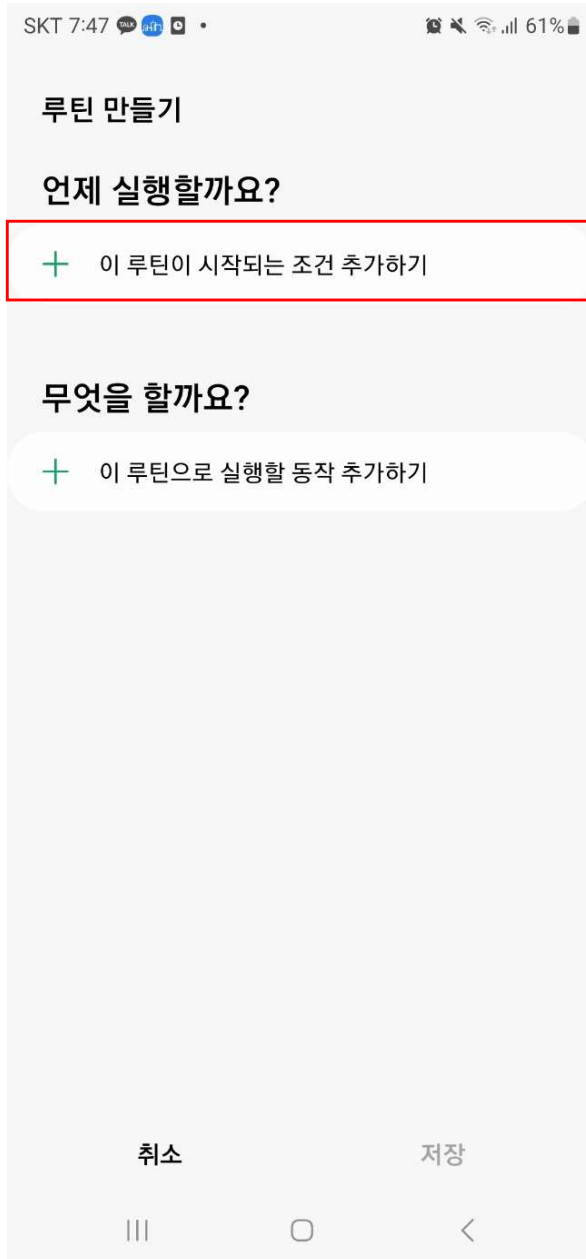 SKT 7:47 TALK 61%
루틴 만들기
언제 실행할까요?
이 루틴이 시작되는 조건 추가하기
무엇을 할까요?
이 루틴으로 실행할 동작 추가하기
취소 저장